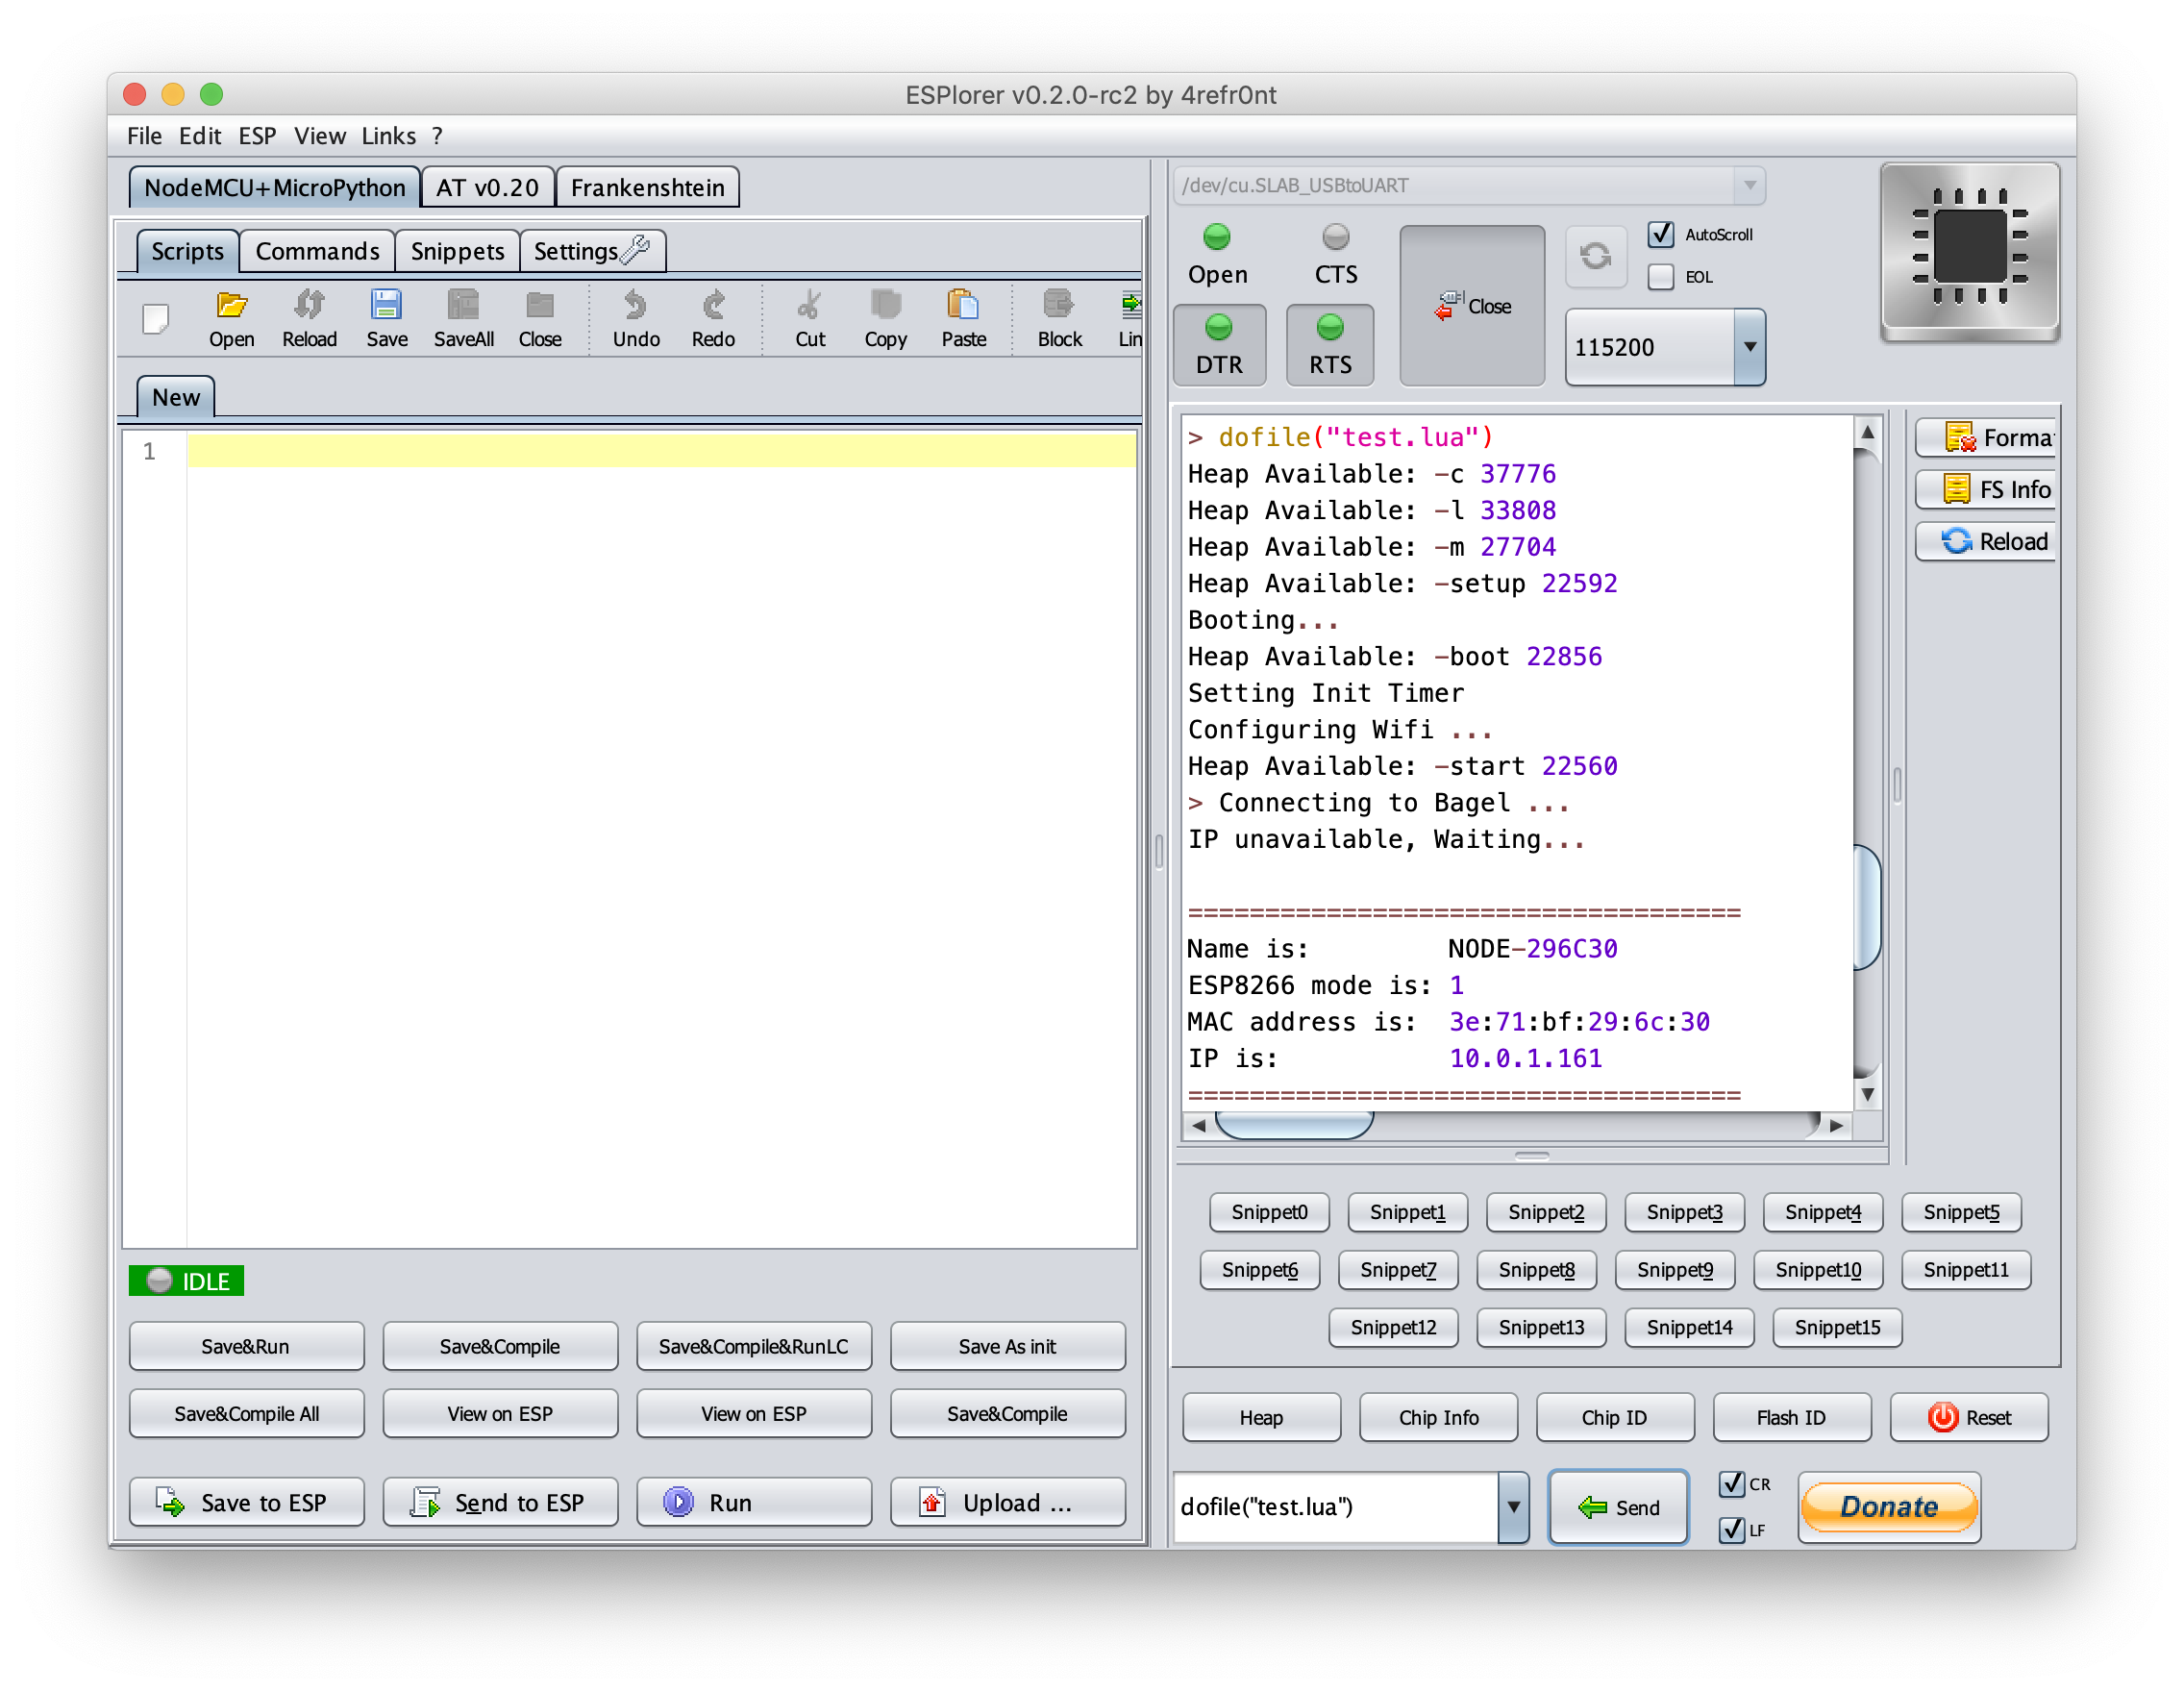 ESPlorer v0.2.0-rc2 by 4refr0nt
File Edit ESP View Links ?
NodeMCU+MicroPython AT v0.20 Frankenshtein
Scripts Commands Snippets Settings
Open Reload Save SaveAll Close Undo Redo Cut Copy Paste Block Lin
New
1
IDLE
Save&Run Save&Compile Save&Compile&RunLC Save As init
Save&Compile All View on ESP View on ESP Save&Compile
Save to ESP Send to ESP Run Upload ...
/dev/cu.SLAB_USBtoUART
Open CTS Close AutoScroll
EOL
DTR RTS 115200
> dofile("test.lua")
Heap Available: -c 37776
Heap Available: -l 33808
Heap Available: -m 27704
Heap Available: -setup 22592
Booting...
Heap Available: -boot 22856
Setting Init Timer
Configuring Wifi ...
Heap Available: -start 22560
> Connecting to Bagel ...
IP unavailable, Waiting...
====================================
Name is: NODE-296C30
ESP8266 mode is: 1
MAC address is: 3e:71:bf:29:6c:30
IP is: 10.0.1.161
====================================
Forma
FS Info
Reload
Snippet0 Snippet1 Snippet2 Snippet3 Snippet4 Snippet5
Snippet6 Snippet7 Snippet8 Snippet9 Snippet10 Snippet11
Snippet12 Snippet13 Snippet14 Snippet15
Heap Chip Info Chip ID Flash ID Reset
dofile("test.lua") Send CR Donate
LF